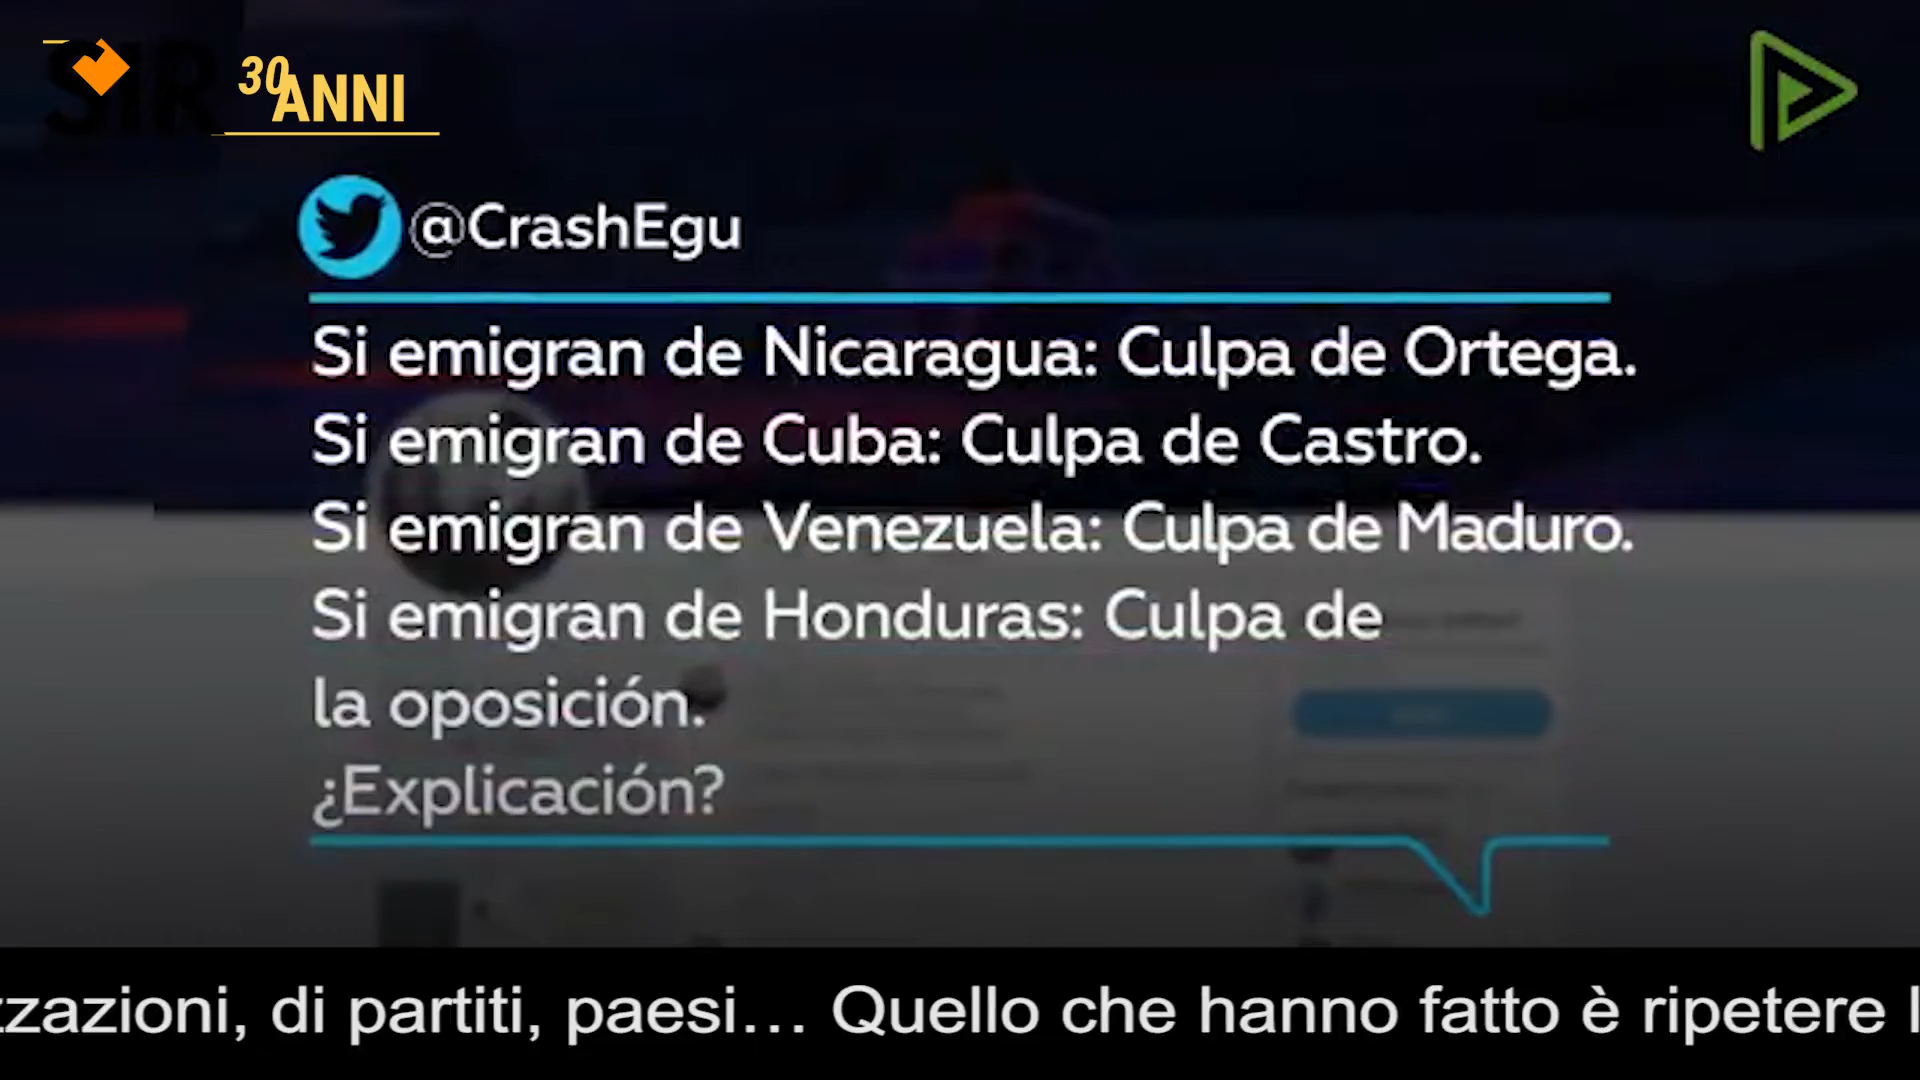 SIR
30 ANNI
@CrashEgu
Si emigran de Nicaragua: Culpa de Ortega.
Si emigran de Cuba: Culpa de Castro.
Si emigran de Venezuela: Culpa de Maduro.
Si emigran de Honduras: Culpa de
la oposición.
¿Explicación?
di partiti, paesi... Quello che hanno fatto è ripetere